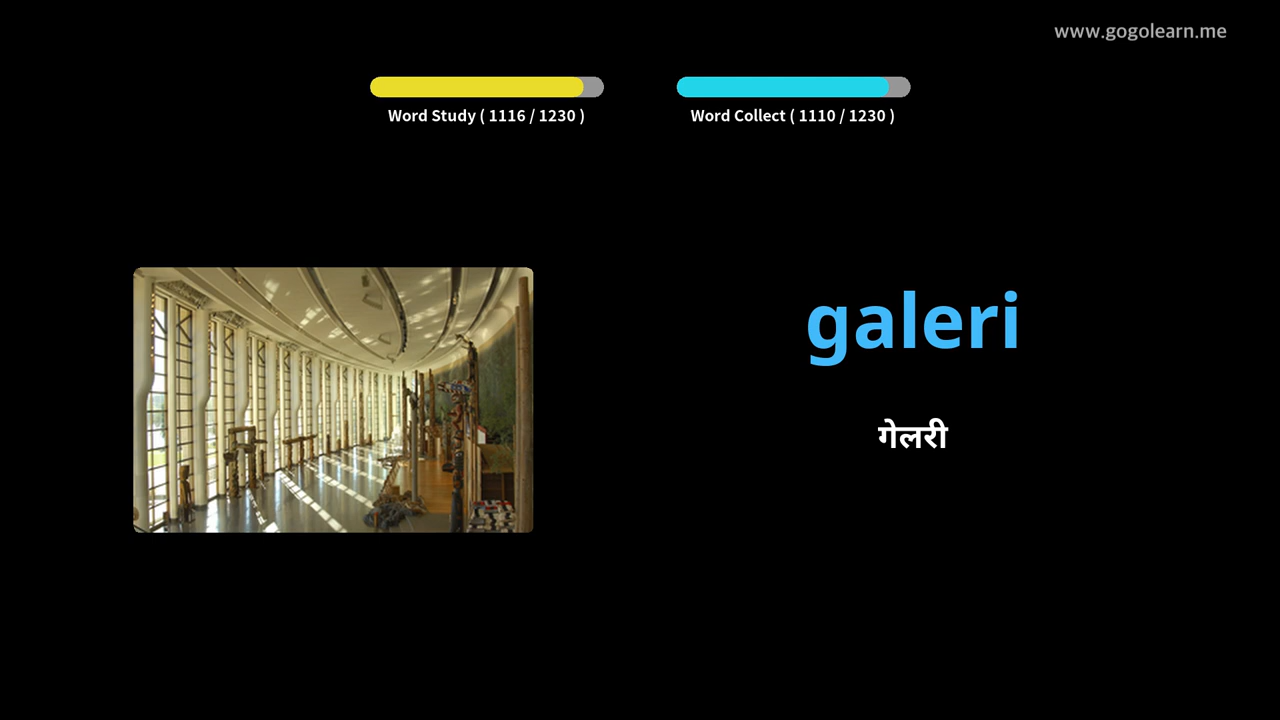 www.gogolearn.me
Word Study ( 1116 / 1230 )
Word Collect ( 1110 / 1230 )
galeri
गेलरी